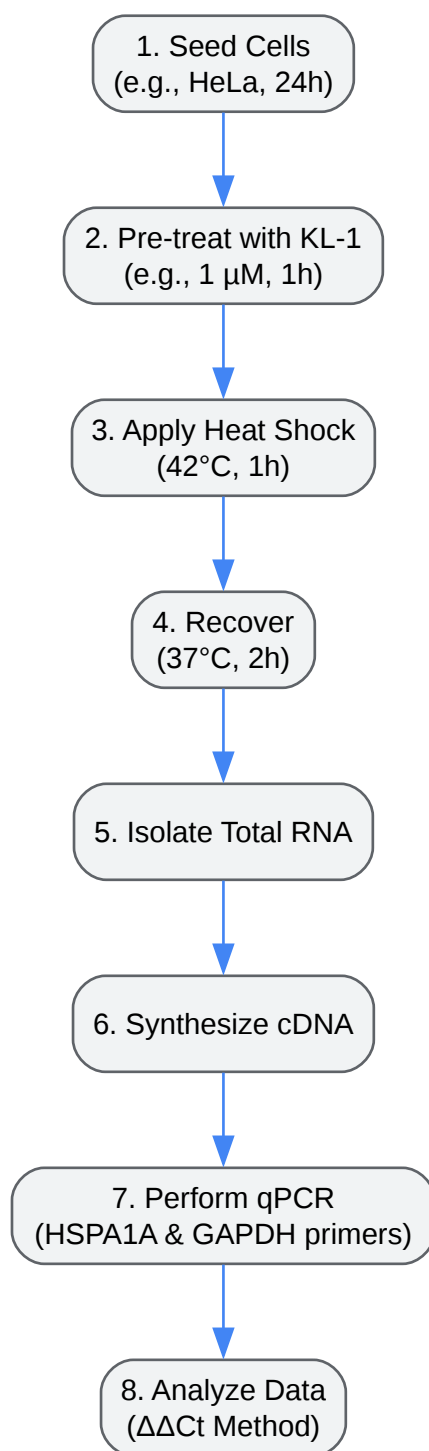 1. Seed Cells
(e.g., HeLa, 24h)
2. Pre-treat with KL-1
(e.g., 1 µM, 1h)
3. Apply Heat Shock
(42°C, 1h)
4. Recover
(37°C, 2h)
5. Isolate Total RNA
6. Synthesize cDNA
7. Perform qPCR
(HSPA1A & GAPDH primers)
8. Analyze Data
(ΔΔCt Method)